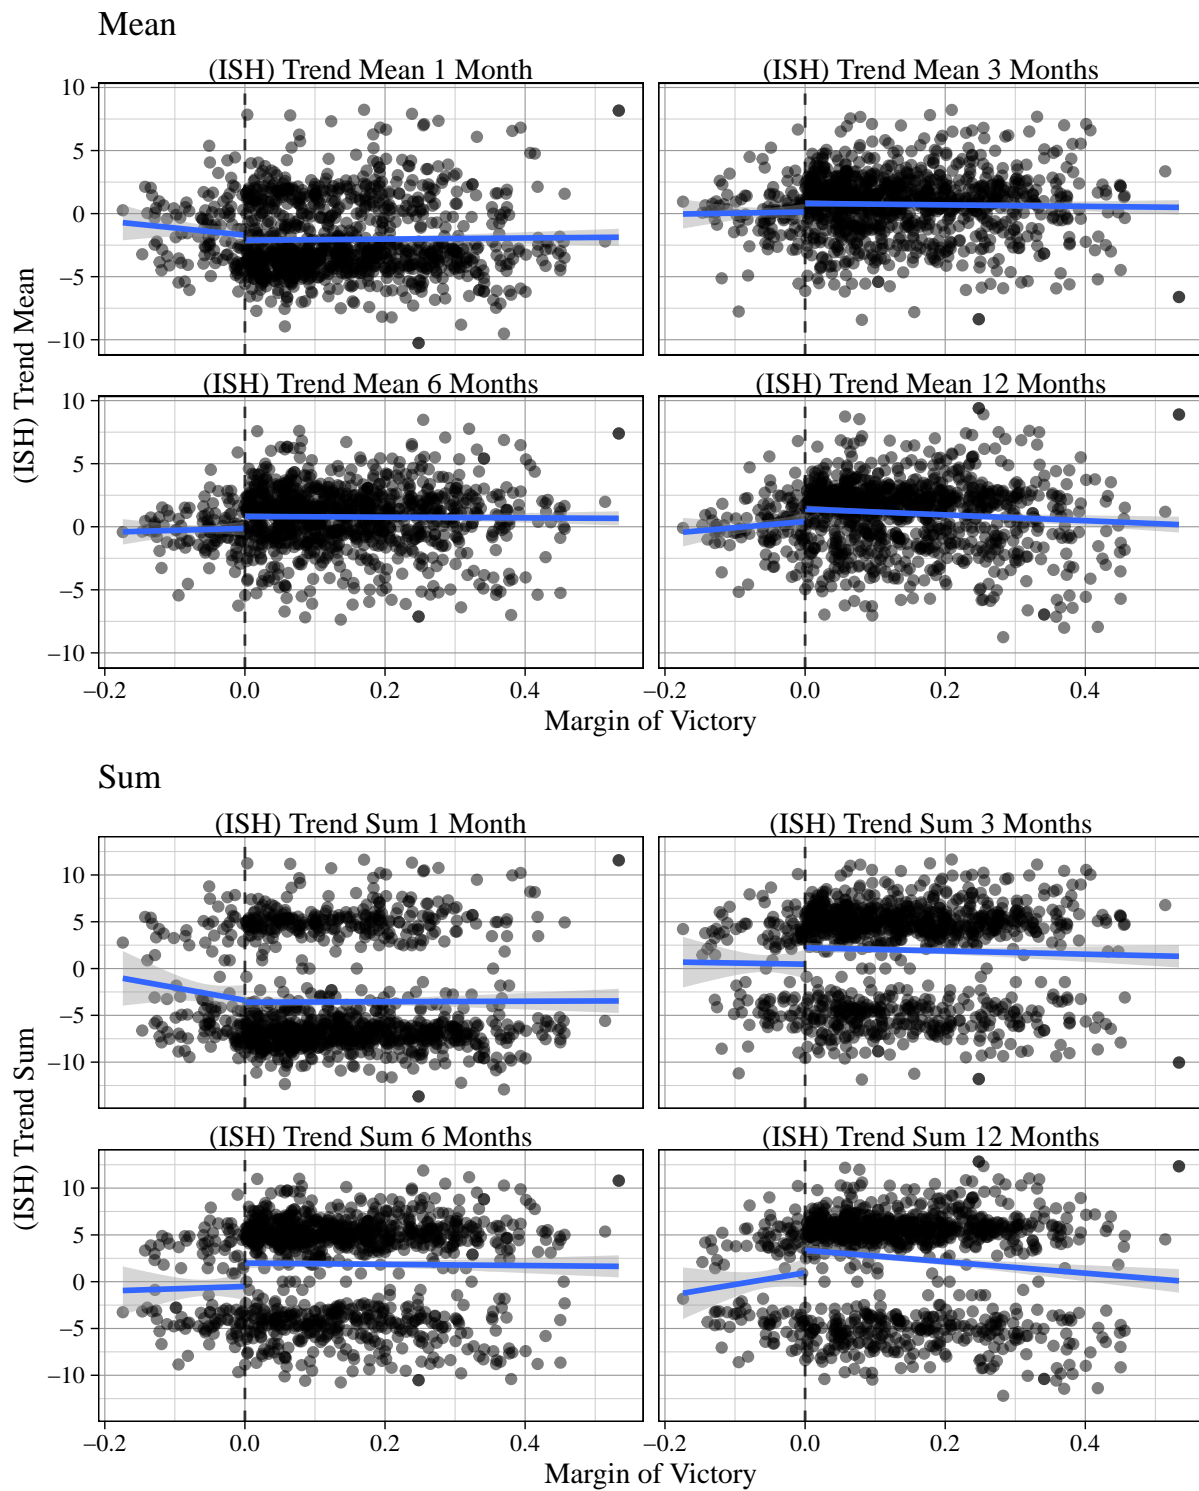 Mean
(ISH) Trend Mean 1 Month
(ISH) Trend Mean 3 Months
10
5
0
−5
−10
(ISH) Trend Mean 6 Months
(ISH) Trend Mean 12 Months
10
5
0
−5
−10
(ISH) Trend Mean
−0.2 0.0 0.2 0.4
−0.2 0.0 0.2 0.4
Margin of Victory
Sum
(ISH) Trend Sum 1 Month
(ISH) Trend Sum 3 Months
10
5
0
−5
−10
(ISH) Trend Sum 6 Months
(ISH) Trend Sum 12 Months
10
5
0
−5
−10
(ISH) Trend Sum
−0.2 0.0 0.2 0.4
−0.2 0.0 0.2 0.4
Margin of Victory